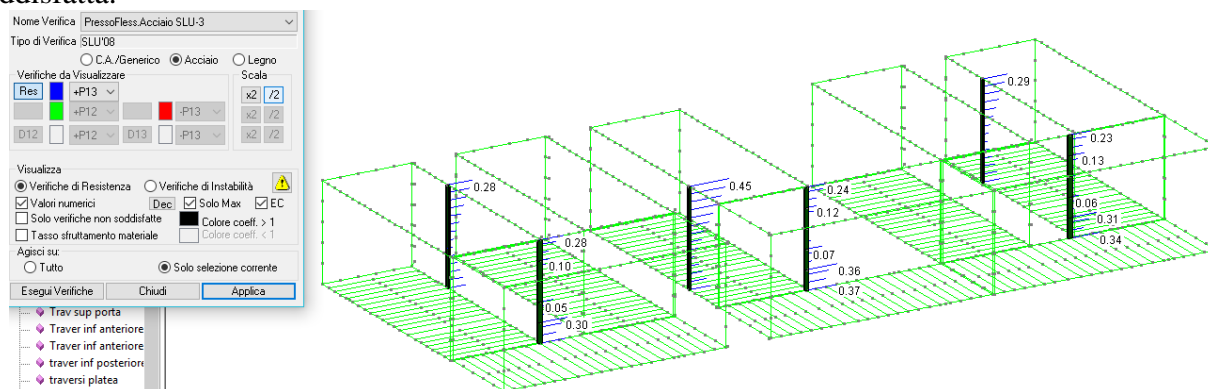 ddisfatta.
Nome Verifica PressoFless.Acciaio SLU-3
Tipo di Verifica SLU'08
C.A./Generico Acciaio Legno
Verifiche da Visualizzare Scala
Res +P13 x2 /2
+P12 -P13 x2 /2
D12 +P12 D13 -P13 x2 /2
Visualizza
Verifiche di Resistenza Verifiche di Instabilità
Valori numerici Dec Solo Max EC
Solo verifiche non soddisfatte Colore coeff. > 1
Tasso sfruttamento materiale Colore coeff. < 1
Agisci su:
Tutto Solo selezione corrente
Esegui Verifiche Chiudi Applica
Trav sup porta
Traver inf anteriore
Traver inf anteriore
traver inf posteriore
traversi platea
0.28
0.28
0.10
0.05
0.30
0.45
0.24
0.12
0.07
0.36
0.37
0.29
0.23
0.13
0.06
0.31
0.34